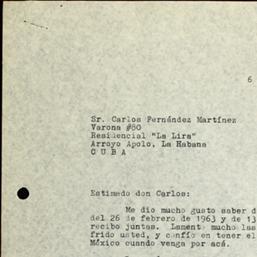 6
Sr. Carlos Fernández Martínez
Varona #80
Residencial "La Lira"
Arroyo Apolo, La Habana
C U B A
Estimado don Carlos:
Me dio mucho gusto saber d
del 26 de febrero de 1963 y de 13
recibo juntas. Lamento mucho las
frido usted, y confío en tener el
México cuando venga por acá.